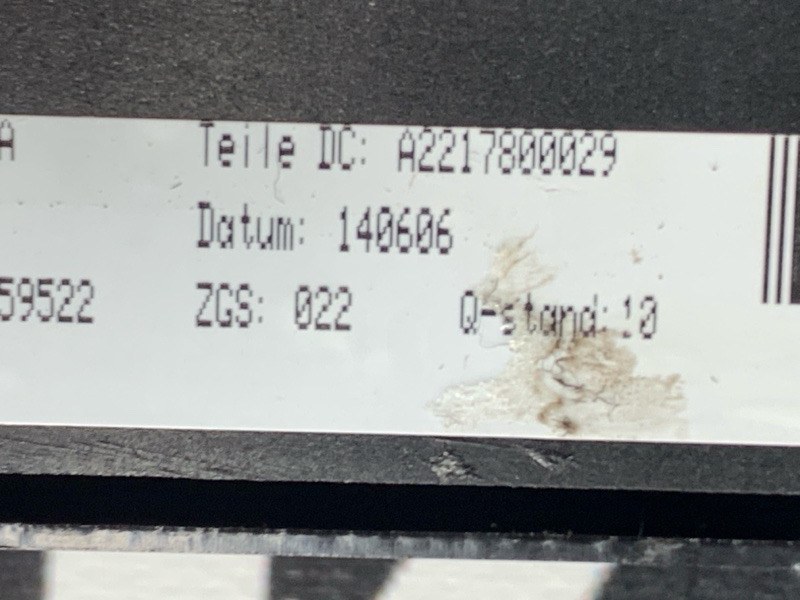 A Teile DC: A2217800029
Datum: 140606
59522 ZGS: 022 Q-stand: 10